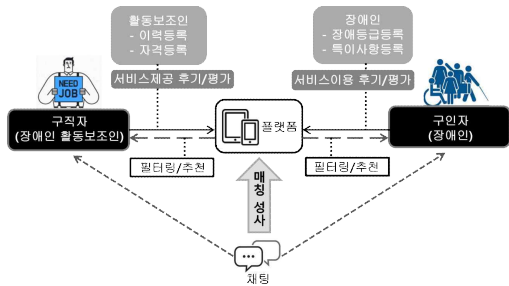 활동보조인
- 이력등록
- 자격등록
장애인
- 장애등급등록
- 특이사항등록
서비스제공 후기/평가
서비스이용 후기/평가
NEED
JOB
구직자
(장애인 활동보조인)
플랫폼
구인자
(장애인)
필터링/추천
필터링/추천
매칭 성사
채팅